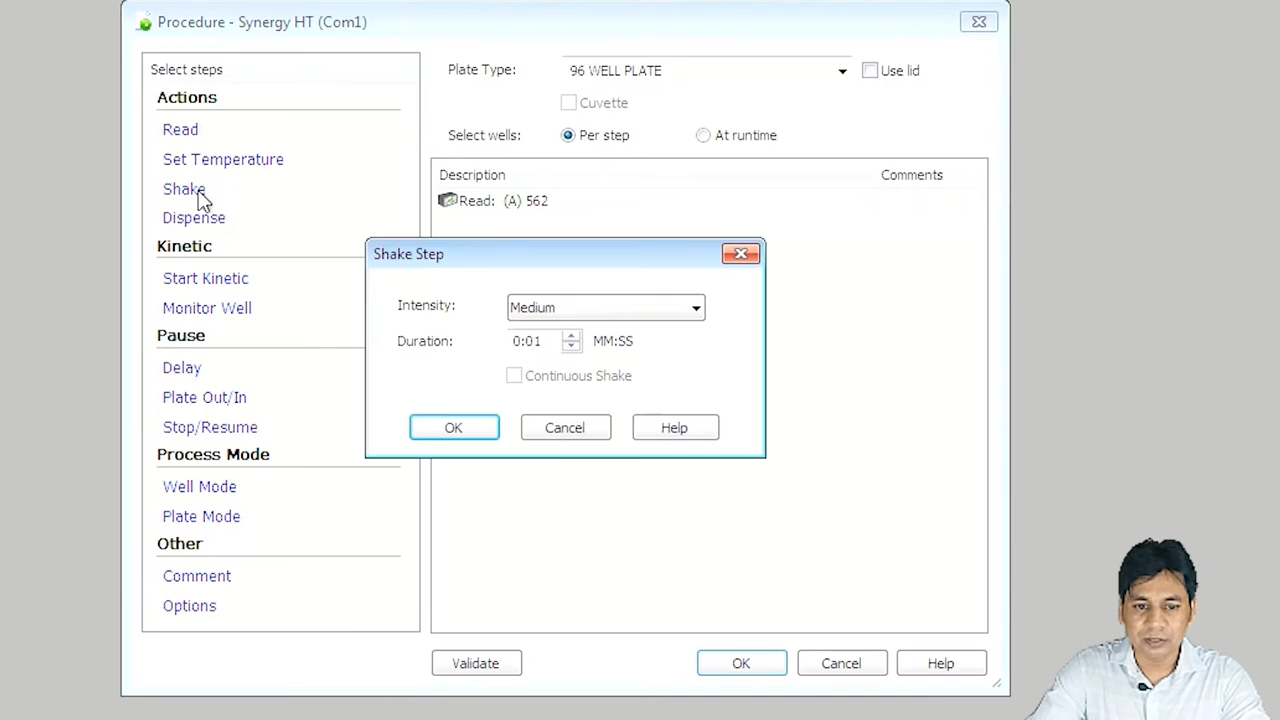 Procedure - Synergy HT (Com1)
Select steps
Actions
Read
Set Temperature
Shake
Dispense
Kinetic
Start Kinetic
Monitor Well
Pause
Delay
Plate Out/In
Stop/Resume
Process Mode
Well Mode
Plate Mode
Other
Comment
Options
Plate Type: 96 WELL PLATE Use lid
Cuvette
Select wells: Per step At runtime
Description Comments
Read: (A) 562
Shake Step
Intensity: Medium
Duration: 0:01 MM:SS
Continuous Shake
OK Cancel Help
Validate OK Cancel Help